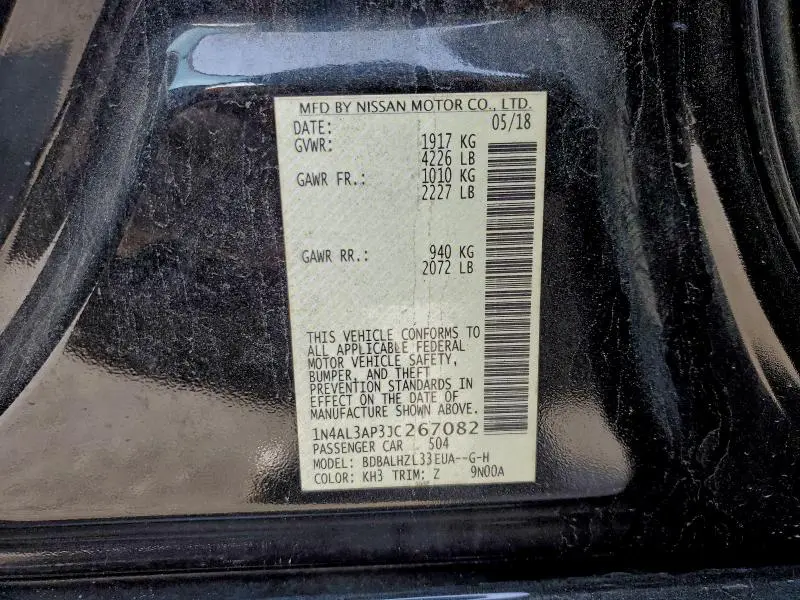 MFD BY NISSAN MOTOR CO., LTD.
DATE: 05/18
GVWR: 1917 KG
4226 LB
GAWR FR.: 1010 KG
2227 LB
GAWR RR.: 940 KG
2072 LB
THIS VEHICLE CONFORMS TO
ALL APPLICABLE FEDERAL
MOTOR VEHICLE SAFETY,
BUMPER, AND THEFT
PREVENTION STANDARDS IN
EFFECT ON THE DATE OF
MANUFACTURE SHOWN ABOVE.
1N4AL3AP3JC267082
PASSENGER CAR 504
MODEL: BDBALHZL33EUA--G-H
COLOR: KH3 TRIM: Z 9N00A